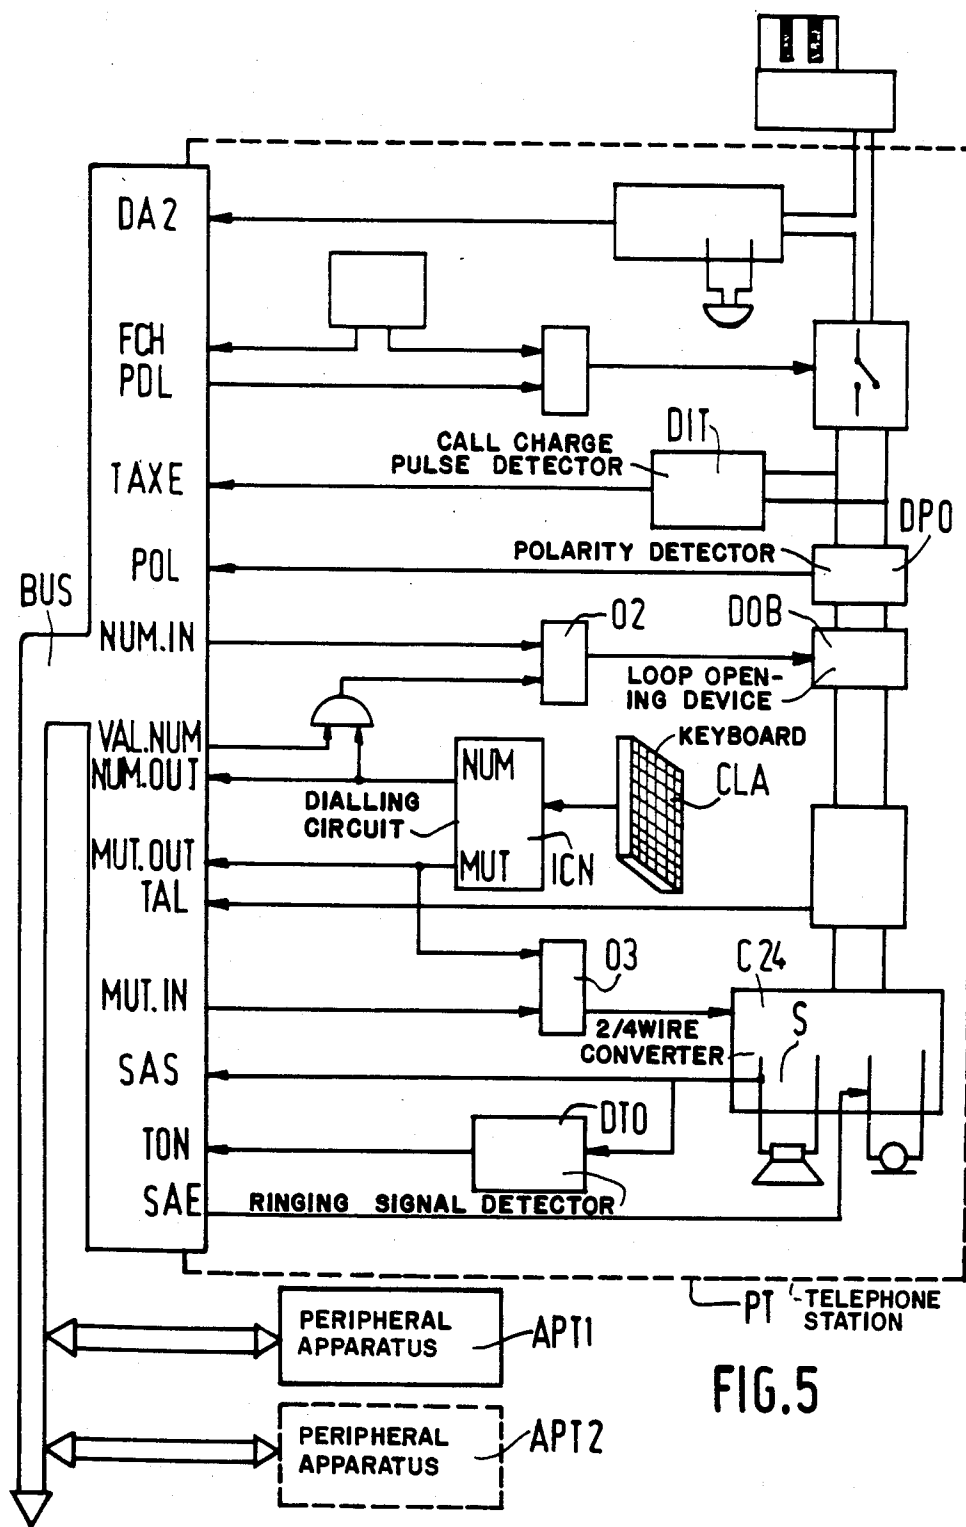 DA2
FCH
PDL
CALL CHARGE
PULSE DETECTOR
DIT
TAXE
DPO
POLARITY DETECTOR
POL
BUS
O2
DOB
NUM.IN
LOOP OPEN-
ING DEVICE
VAL.NUM
KEYBOARD
NUM.OUT
NUM
CLA
DIALLING
CIRCUIT
MUT.OUT
MUT
ICN
TAL
O3
C24
MUT.IN
S
2/4WIRE
CONVERTER
SAS
DTO
TON
SAE
RINGING SIGNAL DETECTOR
PT
TELEPHONE
STATION
PERIPHERAL
APPARATUS
APT1
FIG.5
PERIPHERAL
APPARATUS
APT2